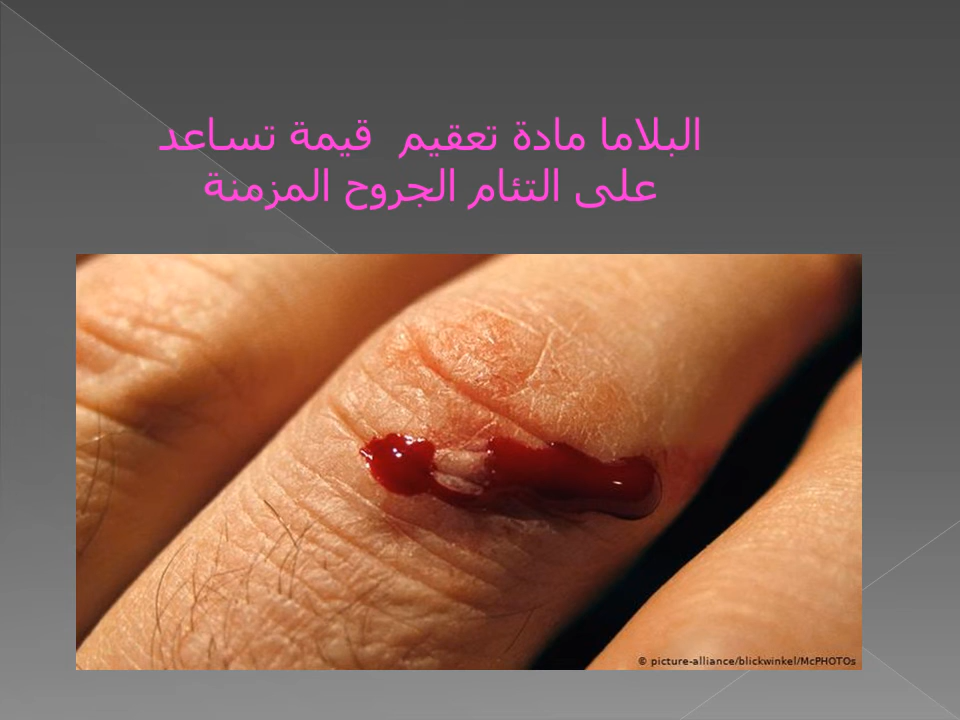 البلاما مادة تعقيم قيمة تساعد
على التئام الجروح المزمنة
© picture-alliance/blickwinkel/McPHOTOs